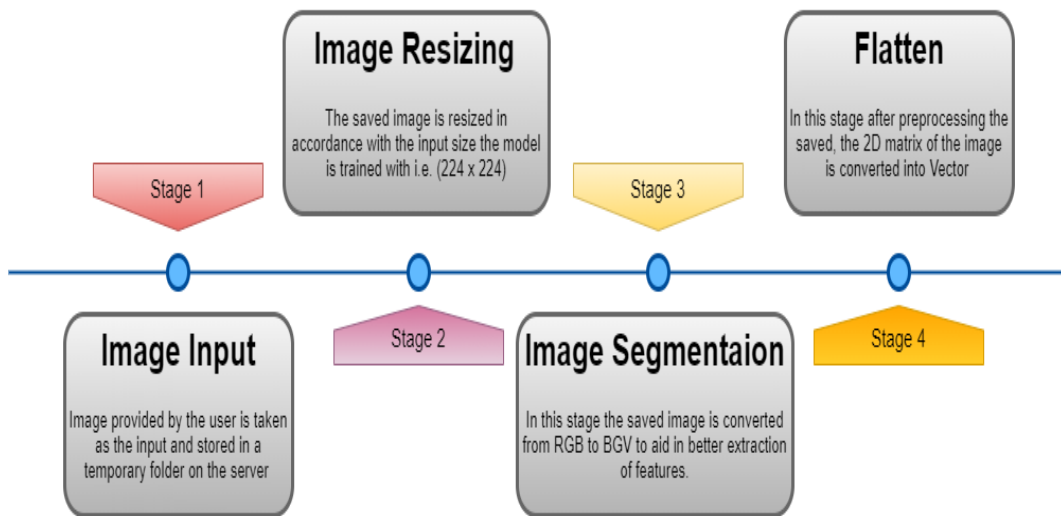 Image Resizing
The saved image is resized in
accordance with the input size the model
is trained with i.e. (224 x 224)
Flatten
In this stage after preprocessing the
saved, the 2D matrix of the image
is converted into Vector
Stage 1
Stage 3
Stage 2
Stage 4
Image Input
Image provided by the user is taken
as the input and stored in a
temporary folder on the server
Image Segmentaion
In this stage the saved image is converted
from RGB to BGV to aid in better extraction
of features.